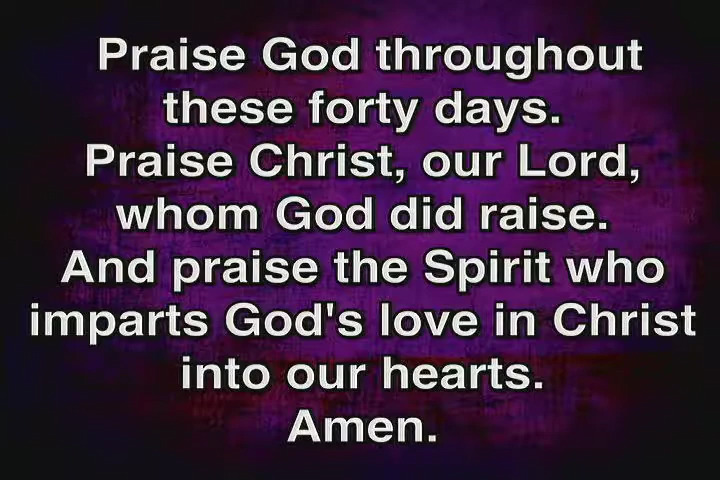 Praise God throughout
these forty days.
Praise Christ, our Lord,
whom God did raise.
And praise the Spirit who
imparts God's love in Christ
into our hearts.
Amen.